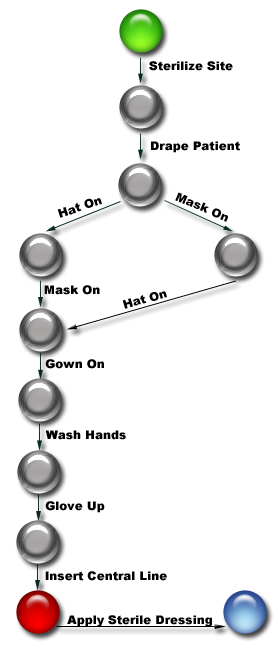 Sterilize Site
Drape Patient
Hat On
Mask On
Mask On
Hat On
Gown On
Wash Hands
Glove Up
Insert Central Line
Apply Sterile Dressing